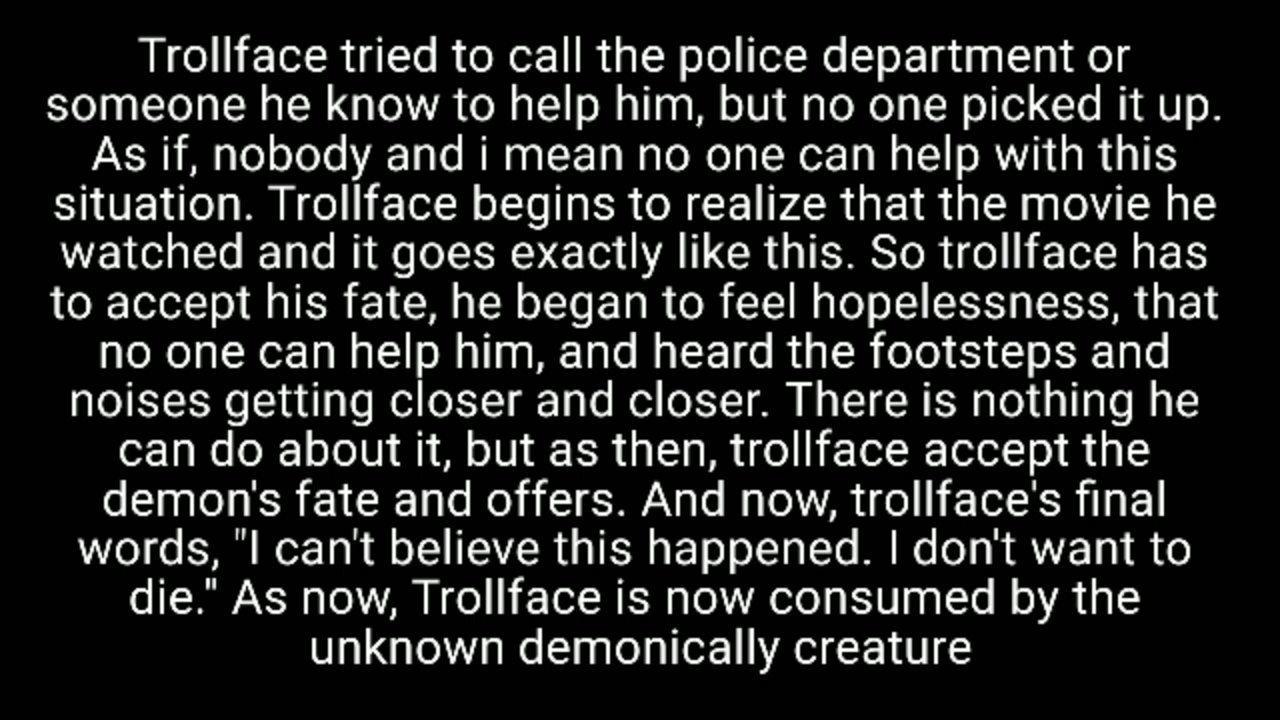 Trollface tried to call the police department or
someone he know to help him, but no one picked it up.
As if, nobody and i mean no one can help with this
situation. Trollface begins to realize that the movie he
watched and it goes exactly like this. So trollface has
to accept his fate, he began to feel hopelessness, that
no one can help him, and heard the footsteps and
noises getting closer and closer. There is nothing he
can do about it, but as then, trollface accept the
demon's fate and offers. And now, trollface's final
words, "I can't believe this happened. I don't want to
die." As now, Trollface is now consumed by the
unknown demonically creature